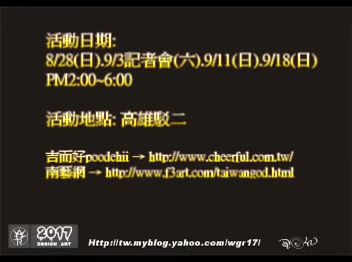 活動日期:
8/28(日).9/3記者會(六).9/11(日).9/18(日)
PM2:00~6:00
活動地點: 高雄駁二
吉而好poodehii → http://www.cheerful.com.tw/
南藝網 → http://www.f3art.com/taiwangod.html
2017
DESIGN ART
Http://tw.myblog.yahoo.com/wgr17/